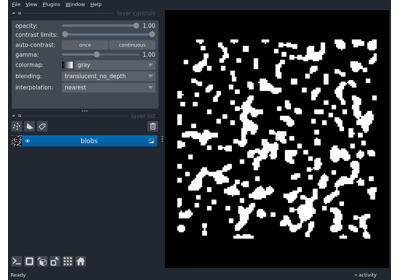 File View Plugins Window Help
layer controls
opacity: 1.00
contrast limits:
auto-contrast: once continuous
gamma: 1.00
colormap: gray
blending: translucent_no_depth
interpolation: nearest
layer list
blobs
Ready activity